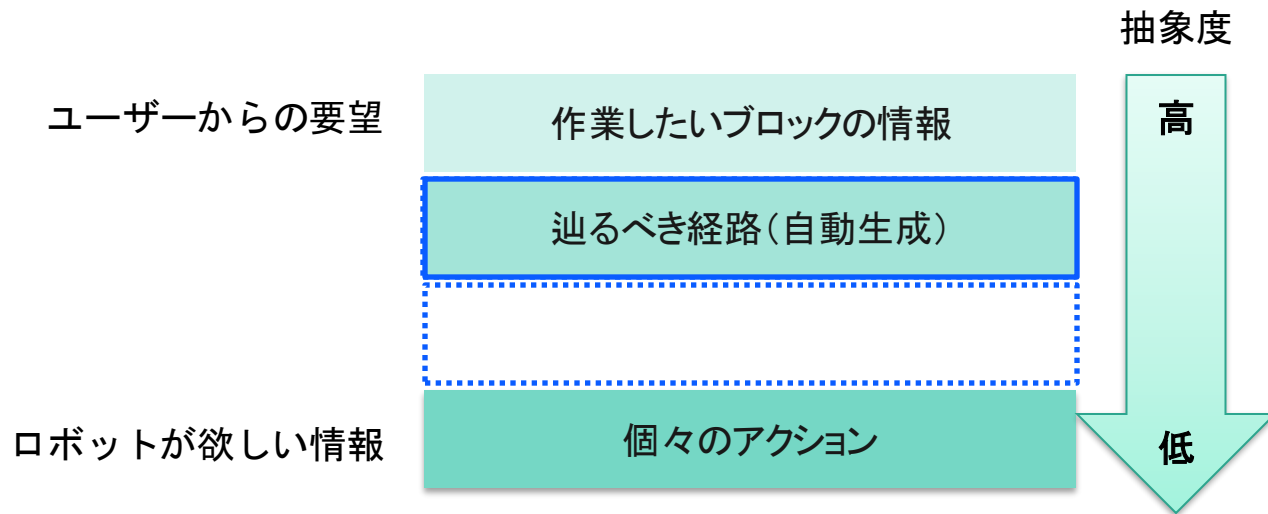 抽象度
ユーザーからの要望
作業したいブロックの情報
高
辿るべき経路(自動生成)
ロボットが欲しい情報
個々のアクション
低